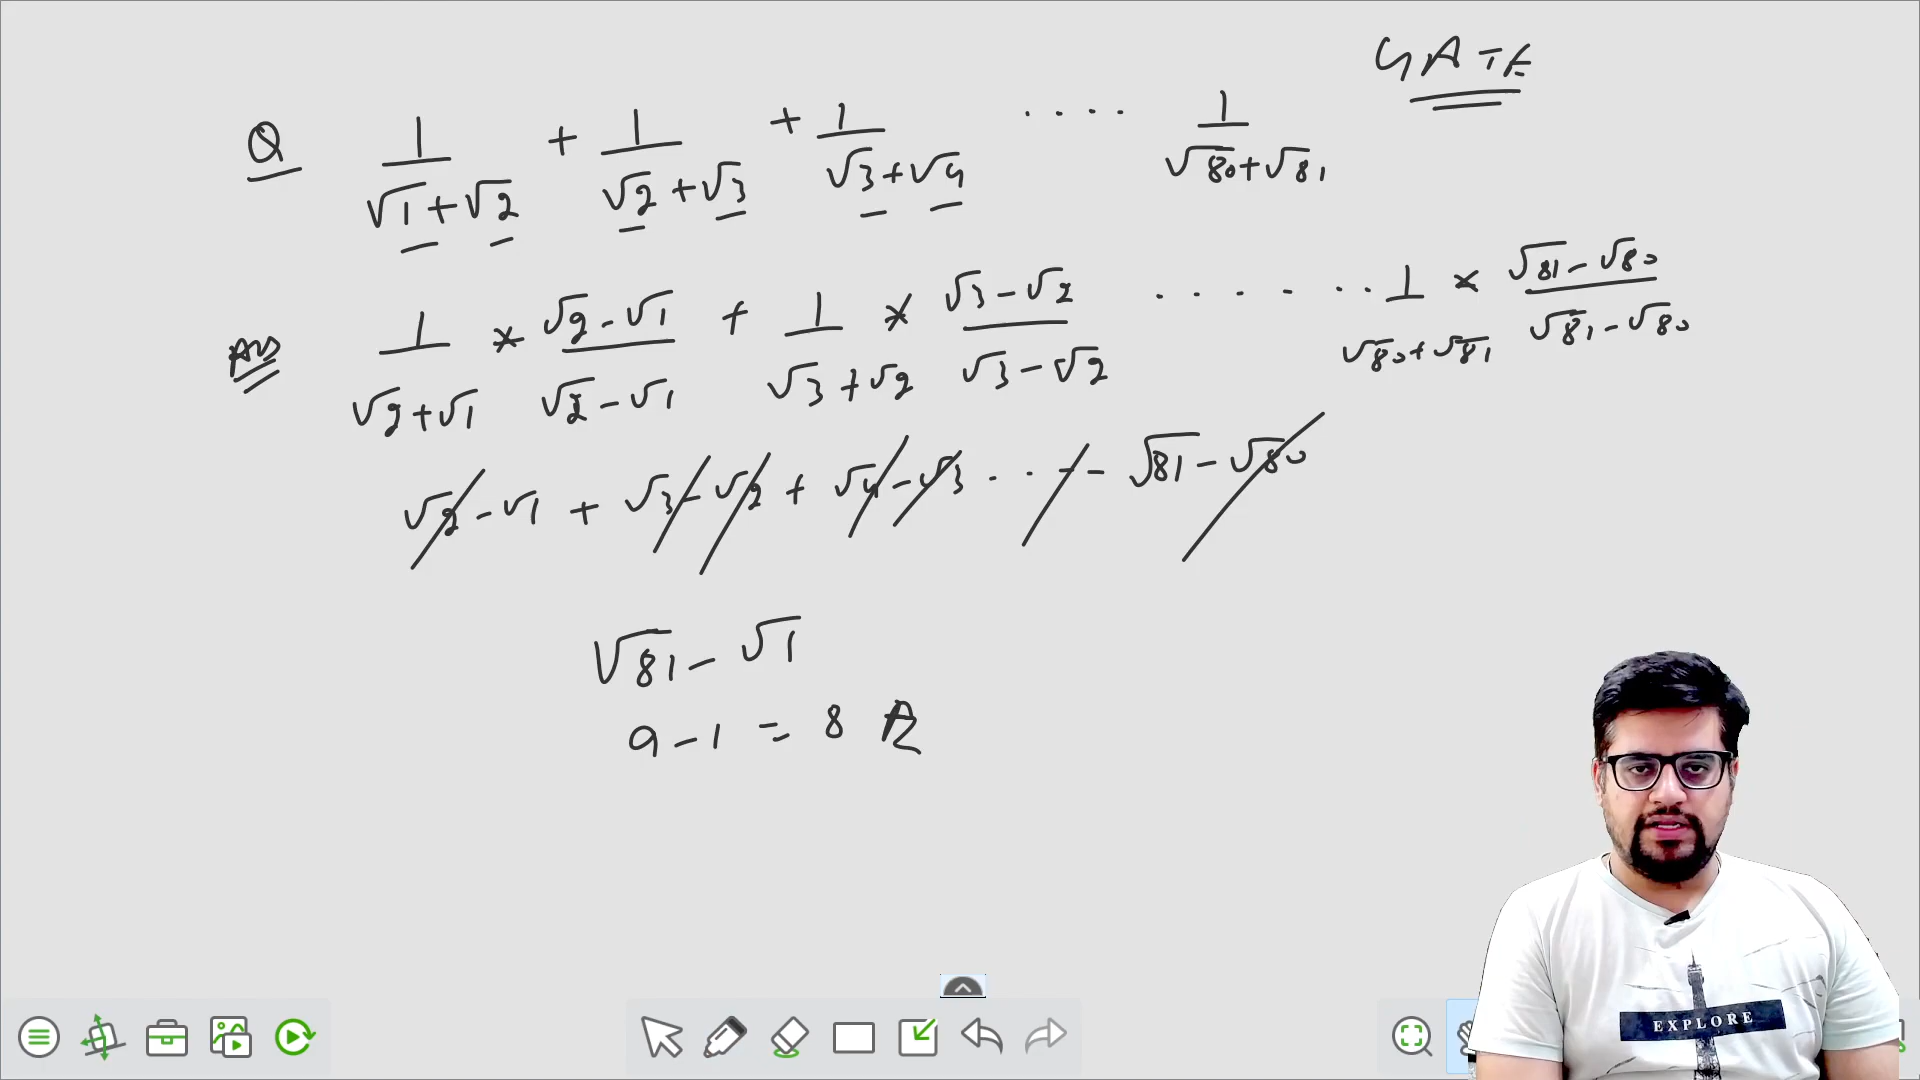 GATE
Q 1/(√1+√2) + 1/(√2+√3) + 1/(√3+√4) .... 1/(√80+√81)
Ans 1/(√2+√1) * (√2-√1)/(√2-√1) + 1/(√3+√2) * (√3-√2)/(√3-√2) ....... 1/(√80+√81) × (√81-√80)/(√81-√80)
√2-√1 + √3-√2 + √4-√3 ... -- √81-√80
√81-√1
9-1 = 8
EXPLORE